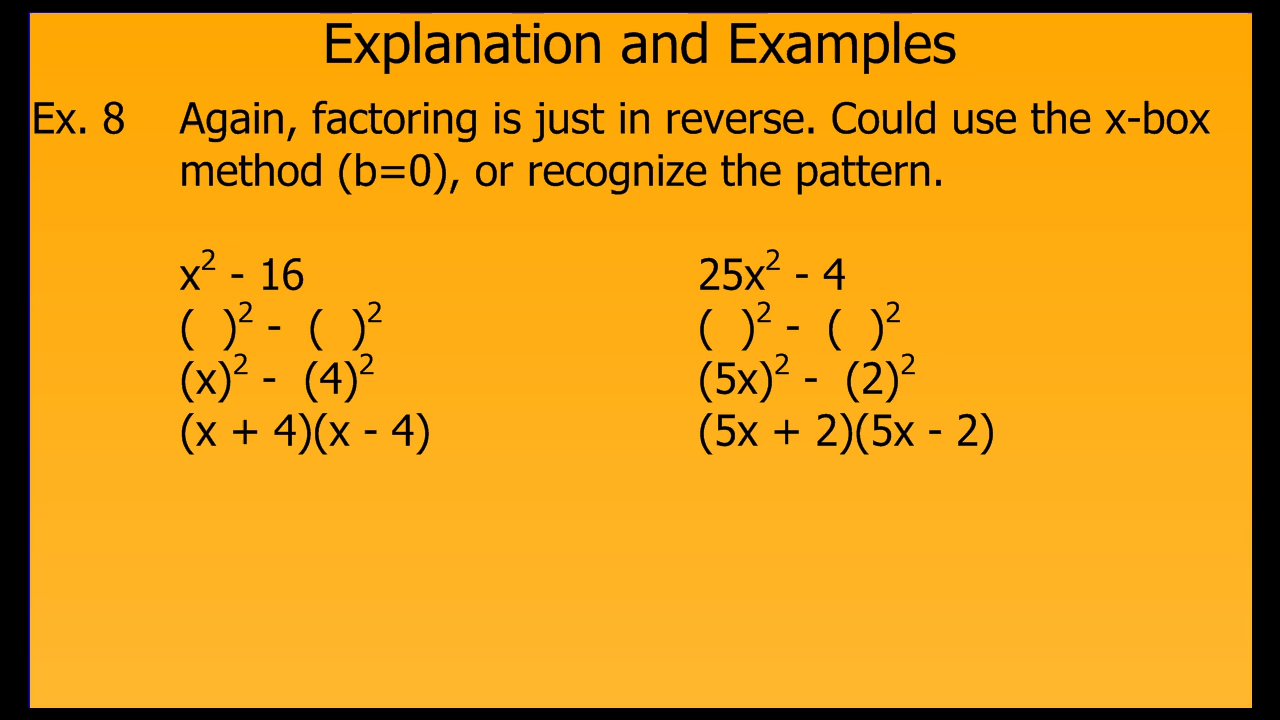 Explanation and Examples
Ex. 8 Again, factoring is just in reverse. Could use the x-box
method (b=0), or recognize the pattern.
x² - 16 25x² - 4
( )² - ( )² ( )² - ( )²
(x)² - (4)² (5x)² - (2)²
(x + 4)(x - 4) (5x + 2)(5x - 2)